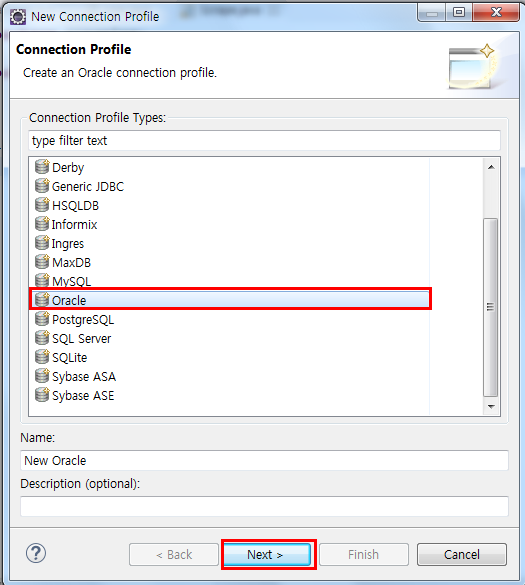 New Connection Profile
Connection Profile
Create an Oracle connection profile.
Connection Profile Types:
type filter text
Derby
Generic JDBC
HSQLDB
Informix
Ingres
MaxDB
MySQL
Oracle
PostgreSQL
SQL Server
SQLite
Sybase ASA
Sybase ASE
Name:
New Oracle
Description (optional):
?
< Back
Next >
Finish
Cancel